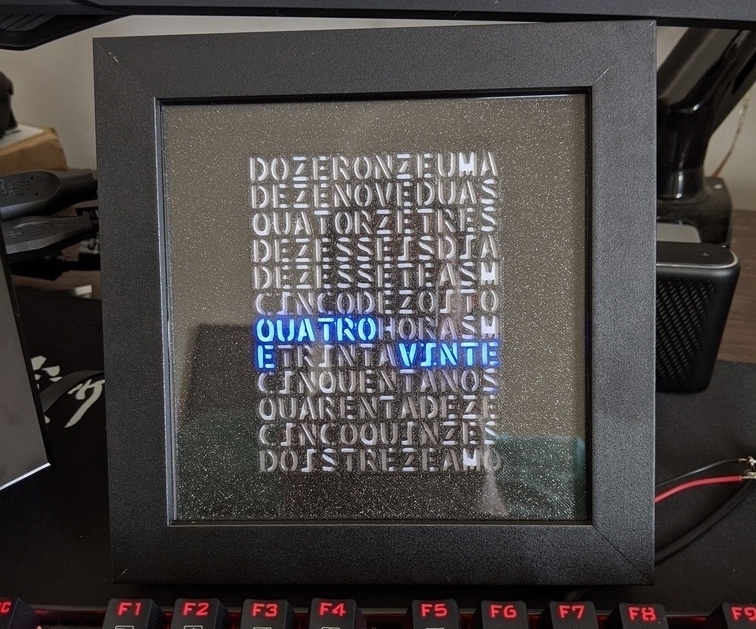 DOZERONZEUMA
DEZENOVEDUAS
QUATORZETRES
DEZESSEISDIA
DEZESSETEASM
CINCODEZOITO
QUATROHORASM
ETRINTAVINTE
CINQUENTANOS
QUARENTADEZE
CINCOQUINZES
DOISTREZEAMO
F1 F2 F3 F4 F5 F6 F7 F8 F9